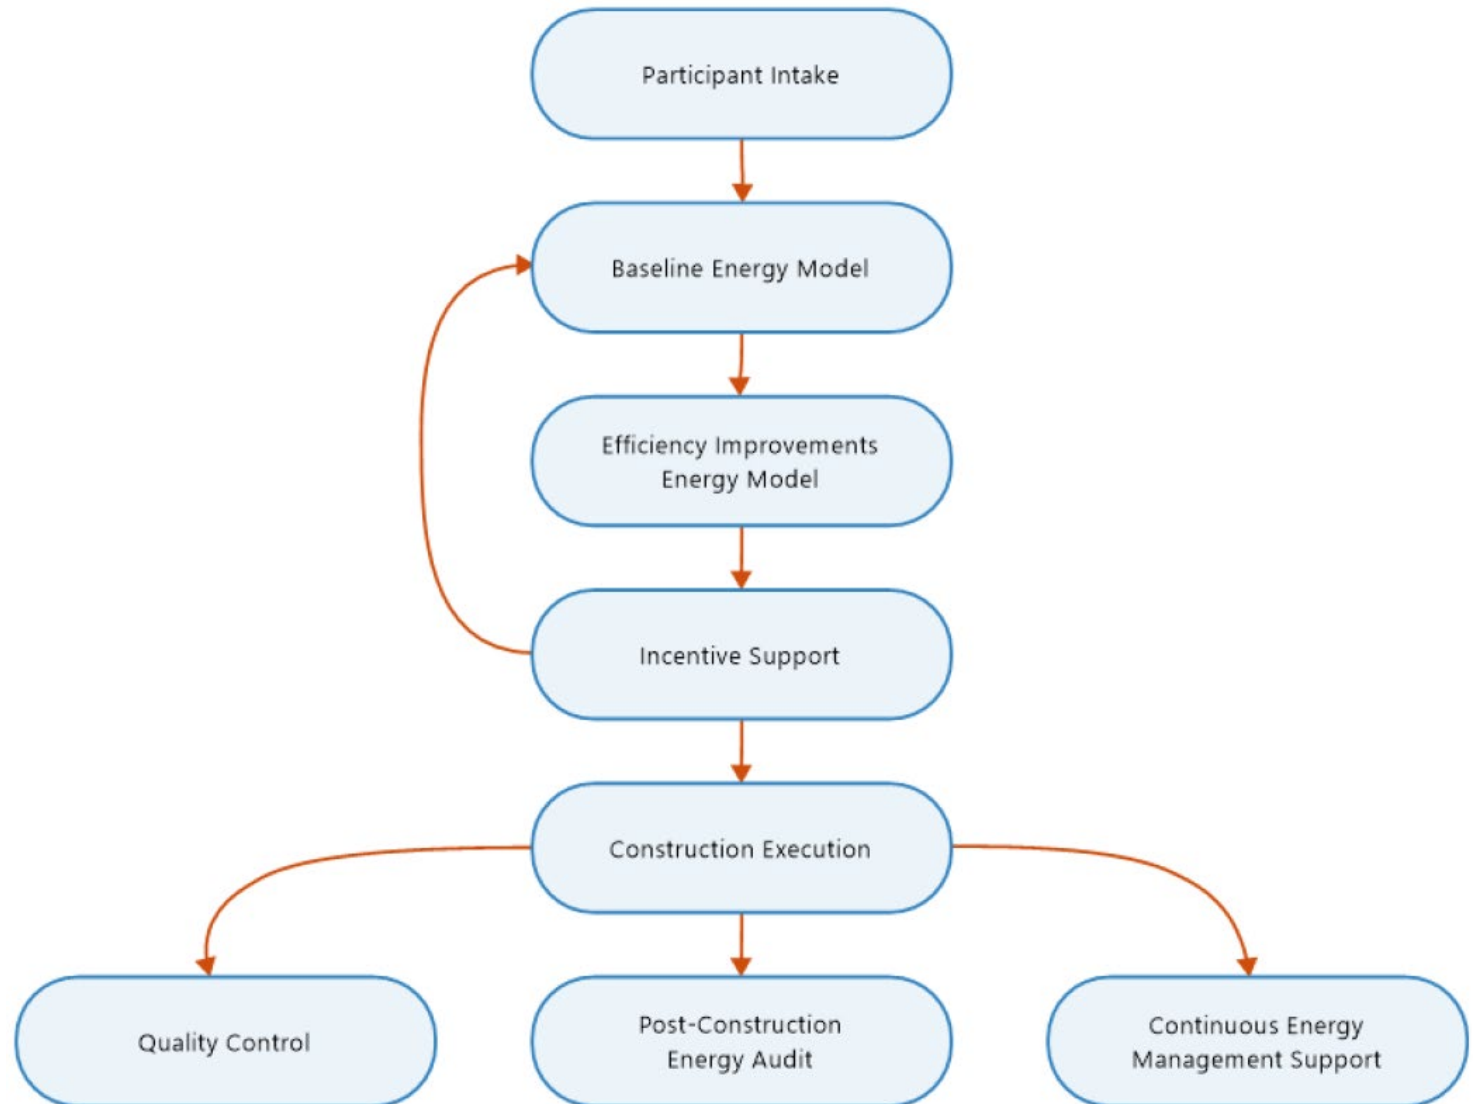 Participant Intake
Baseline Energy Model
Efficiency Improvements
Energy Model
Incentive Support
Construction Execution
Quality Control
Post-Construction
Energy Audit
Continuous Energy
Management Support